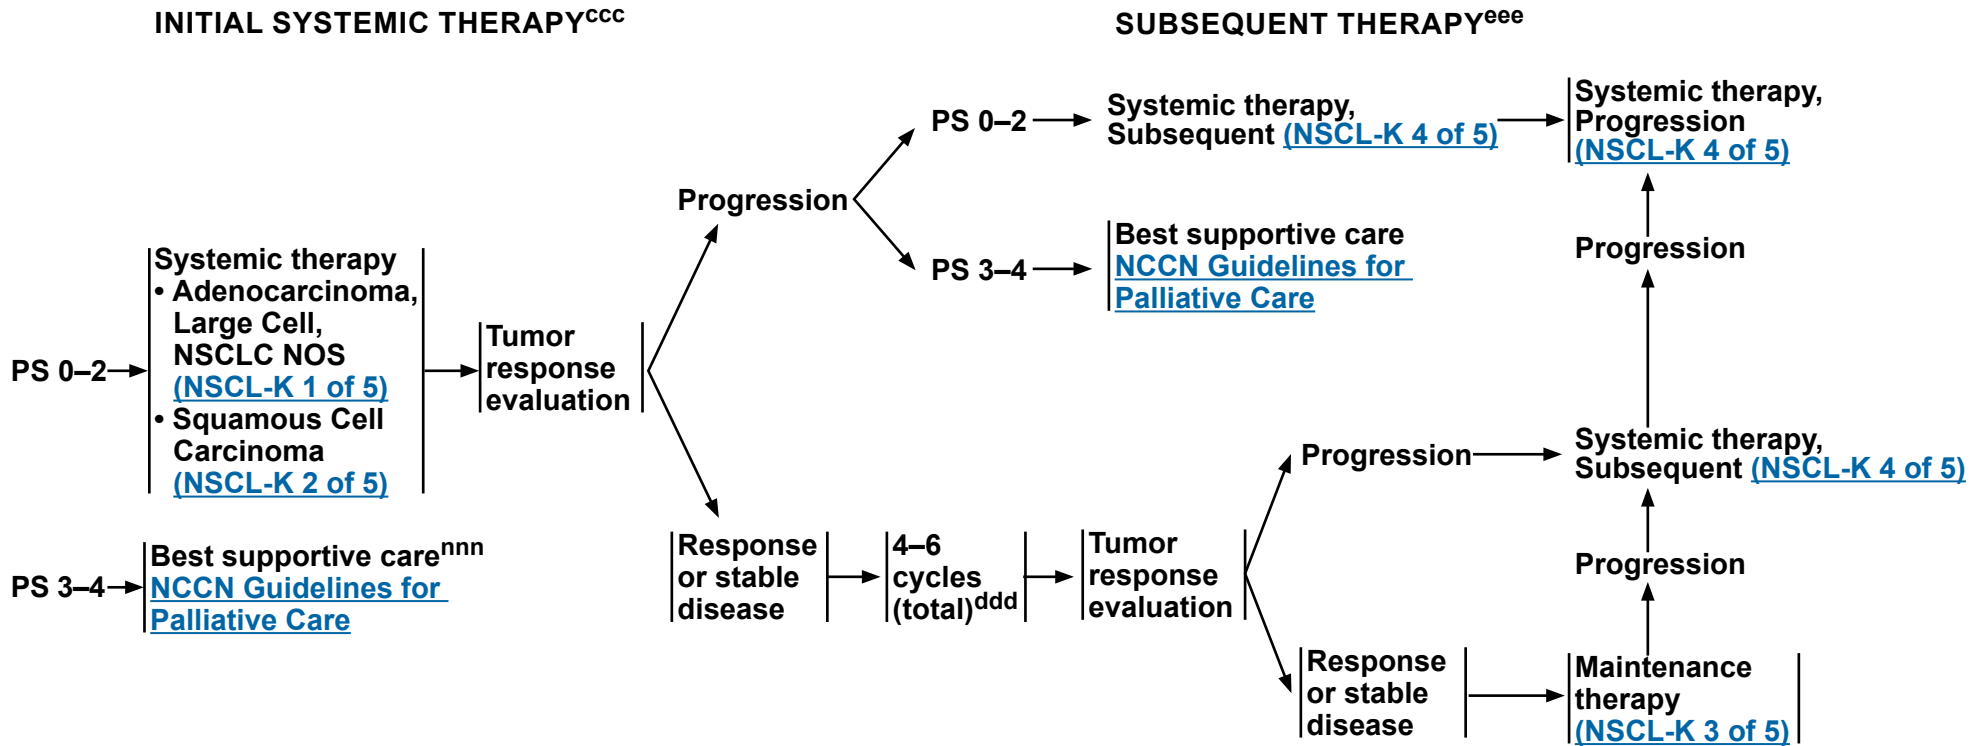 INITIAL SYSTEMIC THERAPYccc
SUBSEQUENT THERAPYeee
PS 0–2
Systemic therapy
• Adenocarcinoma,
Large Cell,
NSCLC NOS
(NSCL-K 1 of 5)
• Squamous Cell
Carcinoma
(NSCL-K 2 of 5)
PS 3–4
Best supportive carennn
NCCN Guidelines for
Palliative Care
Tumor
response
evaluation
Progression
PS 0–2
Systemic therapy,
Subsequent (NSCL-K 4 of 5)
Systemic therapy,
Progression
(NSCL-K 4 of 5)
PS 3–4
Best supportive care
NCCN Guidelines for
Palliative Care
Progression
Response
or stable
disease
4–6
cycles
(total)ddd
Tumor
response
evaluation
Progression
Systemic therapy,
Subsequent (NSCL-K 4 of 5)
Progression
Response
or stable
disease
Maintenance
therapy
(NSCL-K 3 of 5)